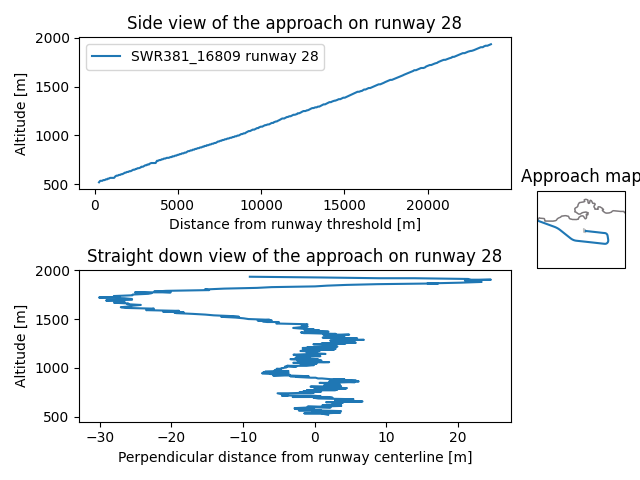 Side view of the approach on runway 28
Altitude [m]
2000
1500
1000
500
SWR381_16809 runway 28
0 5000 10000 15000 20000
Distance from runway threshold [m]
Approach map
Straight down view of the approach on runway 28
Altitude [m]
2000
1500
1000
500
−30 −20 −10 0 10 20
Perpendicular distance from runway centerline [m]